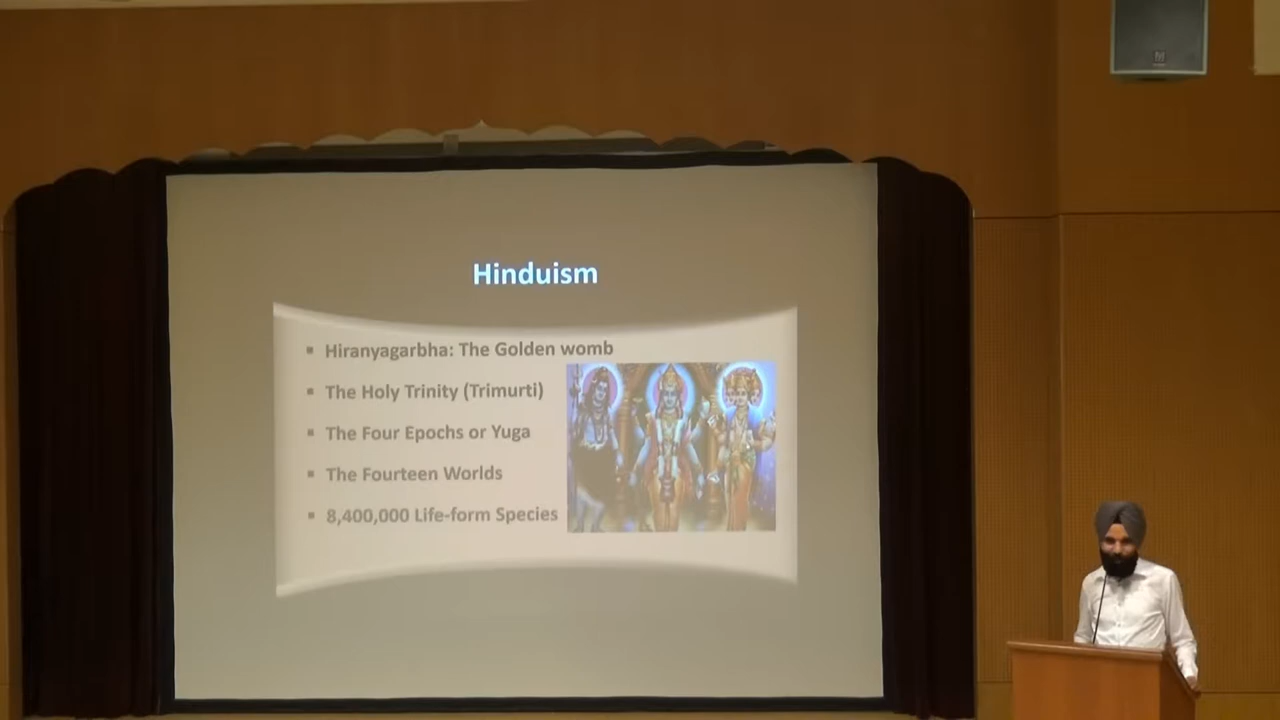 Hinduism
▪ Hiranyagarbha: The Golden womb
▪ The Holy Trinity (Trimurti)
▪ The Four Epochs or Yuga
▪ The Fourteen Worlds
▪ 8,400,000 Life-form Species